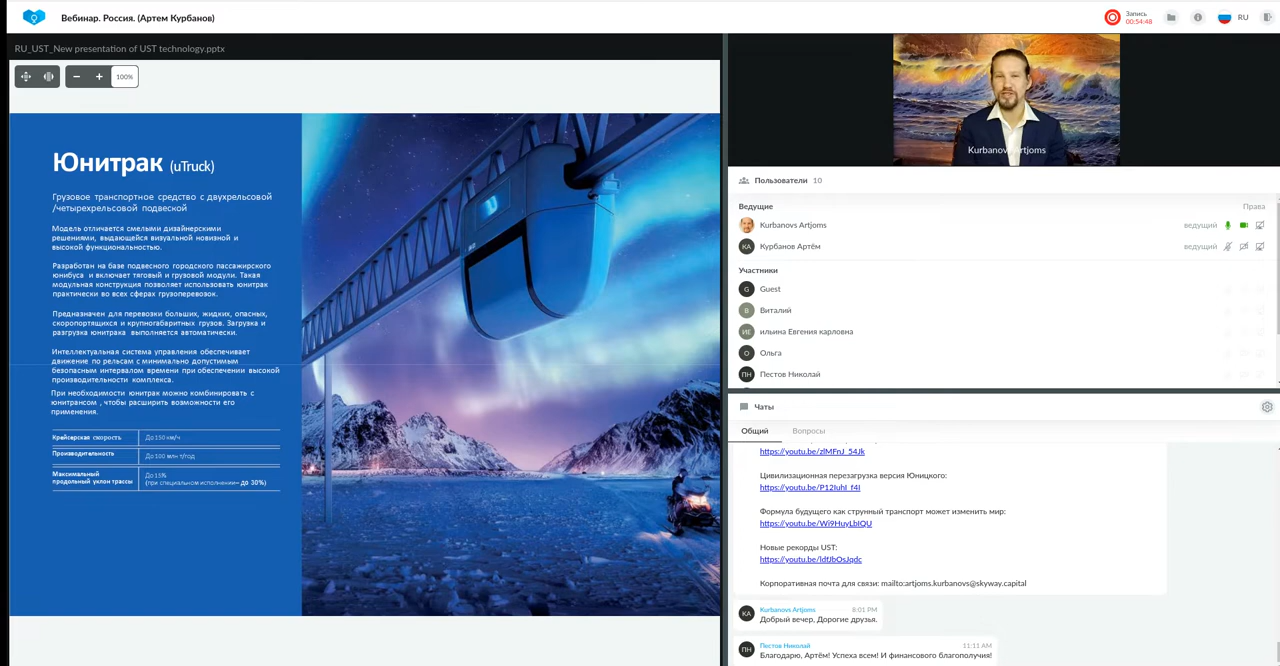 Вебинар. Россия. (Артем Курбанов)
Запись
00:54:48
RU
RU_UST_New presentation of UST technology.pptx
100%
Юнитрак (uTruck)
Грузовое транспортное средство с двухрельсовой
/четырехрельсовой подвеской
Модель отличается смелыми дизайнерскими
решениями, выдающейся визуальной новизной и
высокой функциональностью.
Разработан на базе подвесного городского пассажирского
юнибуса и включает тяговый и грузовой модули. Такая
модульная конструкция позволяет использовать юнитрак
практически во всех сферах грузоперевозок.
Предназначен для перевозки больших, жидких, опасных,
скоропортящихся и крупногабаритных грузов. Загрузка и
разгрузка юнитрака выполняется автоматически.
Интеллектуальная система управления обеспечивает
движение по рельсам с минимально допустимым
безопасным интервалом времени при обеспечении высокой
производительности комплекса.
При необходимости юнитрак можно комбинировать с
юнитрансом , чтобы расширить возможности его
применения.
Крейсерская скорость До 150 км/ч
Производительность До 100 млн т/год
Максимальный
продольный уклон трассы
До 15%
(при специальном исполнении– до 30%)
Kurbanovs Artjoms
Пользователи 10
Ведущие Права
Kurbanovs Artjoms ведущий
КА Курбанов Артём ведущий
Участники
G Guest
В Виталий
ИЕ ильина Евгения карловна
О Ольга
ПН Пестов Николай
Чаты
Общий Вопросы
https://youtu.be/zlMFnJ_54Jk
Цивилизационная перезагрузка версия Юницкого:
https://youtu.be/P12IuhI_f4I
Формула будущего как струнный транспорт может изменить мир:
https://youtu.be/Wi9HuyLbIQU
Новые рекорды UST:
https://youtu.be/ldfJbOsJqdc
Корпоративная почта для связи: mailto:artjoms.kurbanovs@skyway.capital
KA Kurbanovs Artjoms 8:01 PM
Добрый вечер, Дорогие друзья.
ПН Пестов Николай 11:11 AM
Благодарю, Артём! Успеха всем! И финансового благополучия!